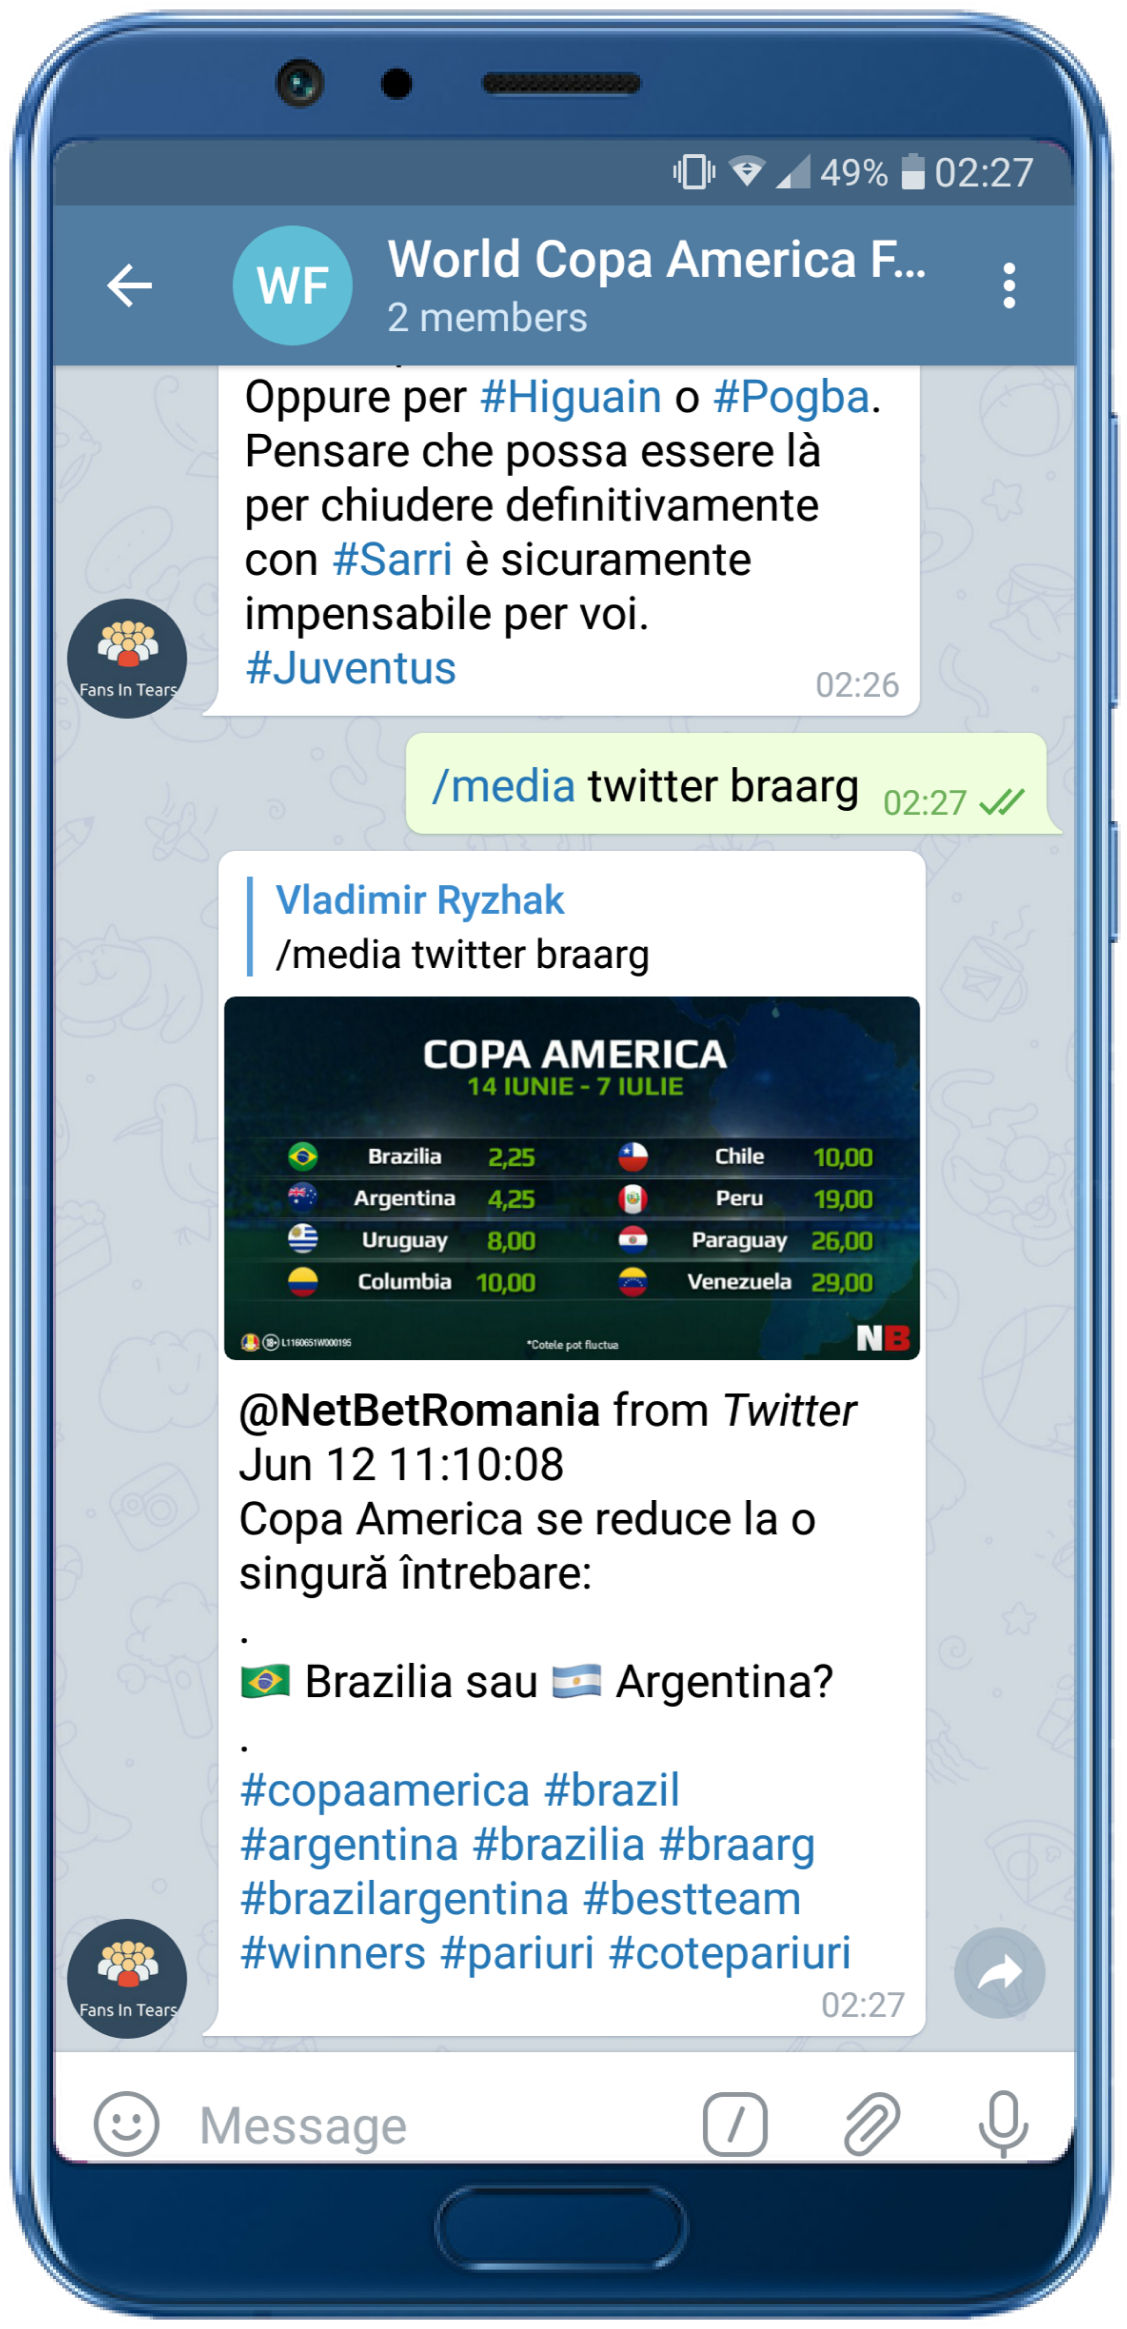 49% 02:27
WF
World Copa America F...
2 members
Oppure per #Higuain o #Pogba.
Pensare che possa essere là
per chiudere definitivamente
con #Sarri è sicuramente
impensabile per voi.
#Juventus
02:26
Fans In Tears
/media twitter braarg 02:27
Vladimir Ryzhak
/media twitter braarg
COPA AMERICA
14 IUNIE - 7 IULIE
Brazilia 2,25 Chile 10,00
Argentina 4,25 Peru 19,00
Uruguay 8,00 Paraguay 26,00
Columbia 10,00 Venezuela 29,00
18+ L1160651W000195
*Cotele pot fluctua
NB
@NetBetRomania from Twitter
Jun 12 11:10:08
Copa America se reduce la o
singură întrebare:
.
🇧🇷 Brazilia sau 🇦🇷 Argentina?
.
#copaamerica #brazil
#argentina #brazilia #braarg
#brazilargentina #bestteam
#winners #pariuri #cotepariuri
02:27
Fans In Tears
Message